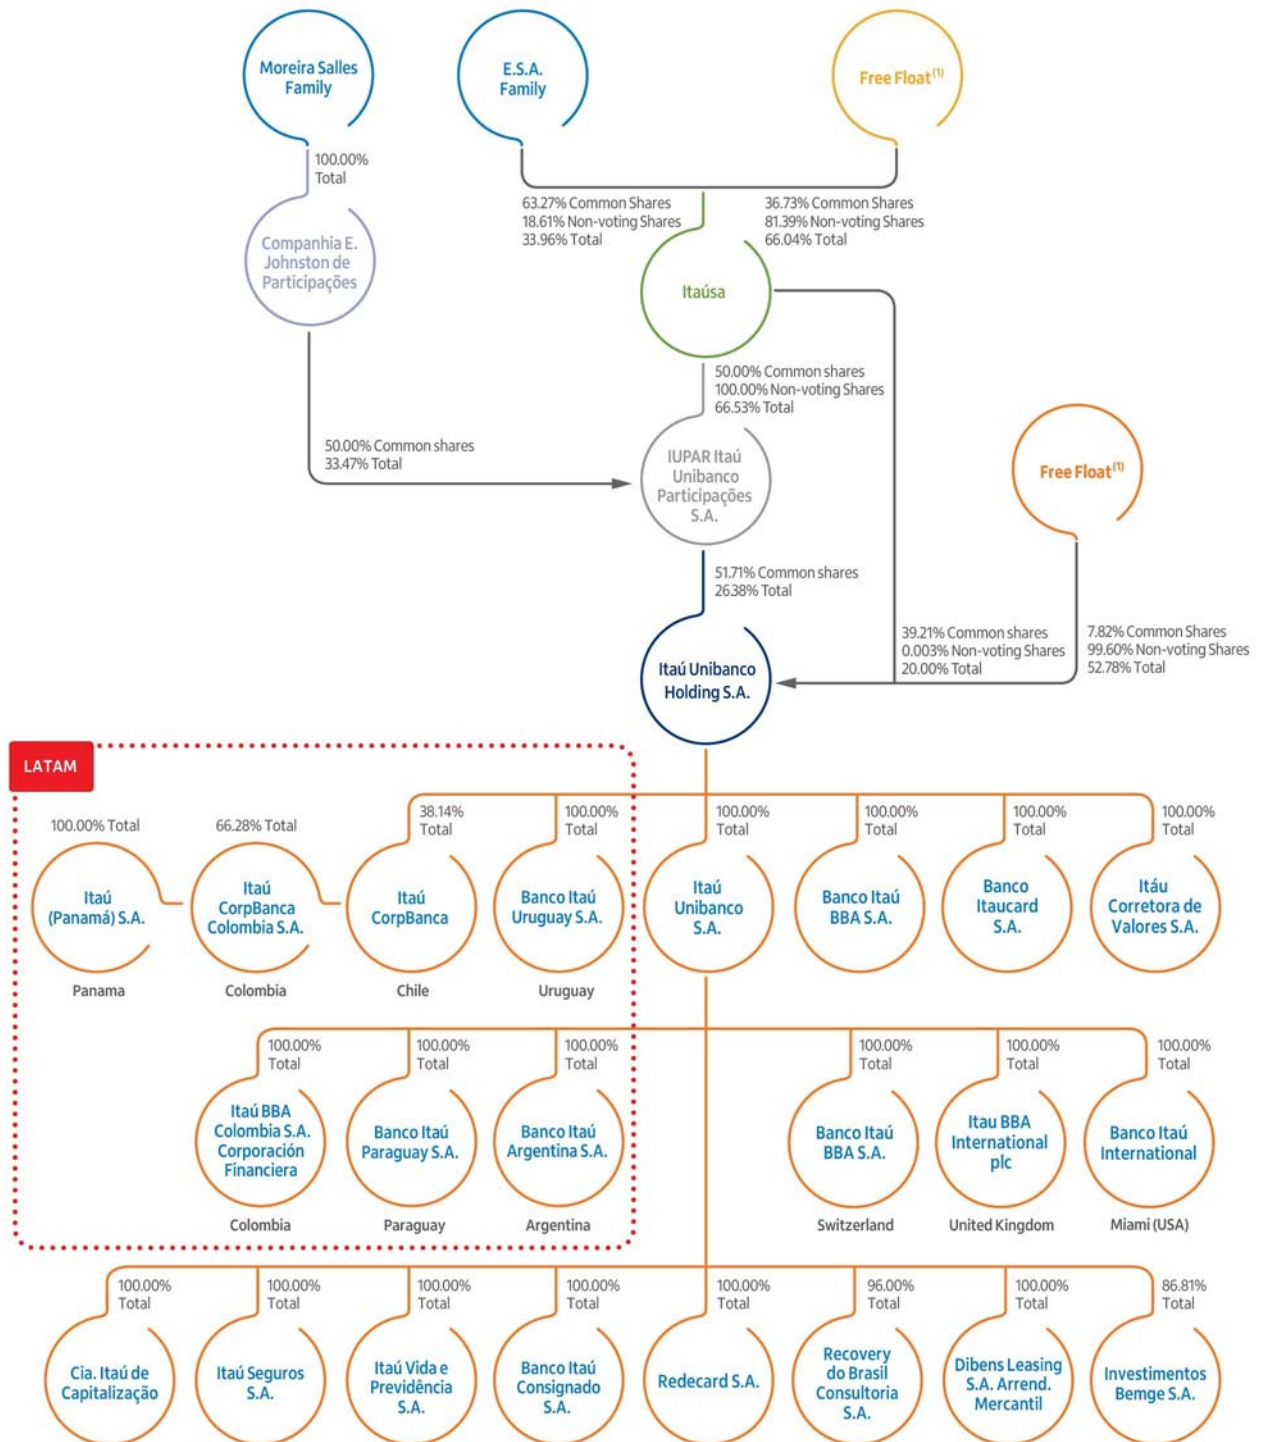 Moreira Salles
Family
E.S.A.
Family
Free Float(1)
100.00%
Total
63.27% Common Shares
18.61% Non-voting Shares
33.96% Total
36.73% Common Shares
81.39% Non-voting Shares
66.04% Total
Companhia E.
Johnston de
Participações
Itaúsa
50.00% Common shares
100.00% Non-voting Shares
66.53% Total
50.00% Common shares
33.47% Total
IUPAR Itaú
Unibanco
Participações
S.A.
Free Float(1)
51.71% Common shares
26.38% Total
39.21% Common shares
0.003% Non-voting Shares
20.00% Total
7.82% Common Shares
99.60% Non-voting Shares
52.78% Total
Itaú Unibanco
Holding S.A.
LATAM
100.00% Total
66.28% Total
38.14%
Total
100.00%
Total
100.00%
Total
100.00%
Total
100.00%
Total
100.00%
Total
Itaú
(Panamá) S.A.
Itaú
CorpBanca
Colombia S.A.
Itaú
CorpBanca
Banco Itaú
Uruguay S.A.
Itaú
Unibanco
S.A.
Banco Itaú
BBA S.A.
Banco
Itaucard
S.A.
Itáu
Corretora de
Valores S.A.
Panama
Colombia
Chile
Uruguay
100.00%
Total
100.00%
Total
100.00%
Total
100.00%
Total
100.00%
Total
100.00%
Total
Itaú BBA
Colombia S.A.
Corporación
Financiera
Banco Itaú
Paraguay S.A.
Banco Itaú
Argentina S.A.
Banco Itaú
BBA S.A.
Itau BBA
International
plc
Banco Itaú
International
Colombia
Paraguay
Argentina
Switzerland
United Kingdom
Miami (USA)
100.00%
Total
100.00%
Total
100.00%
Total
100.00%
Total
100.00%
Total
96.00%
Total
100.00%
Total
86.81%
Total
Cia. Itaú de
Capitalização
Itaú Seguros
S.A.
Itaú Vida e
Previdência
S.A.
Banco Itaú
Consignado
S.A.
Redecard S.A.
Recovery
do Brasil
Consultoria
S.A.
Dibens Leasing
S.A. Arrend.
Mercantil
Investimentos
Bemge S.A.